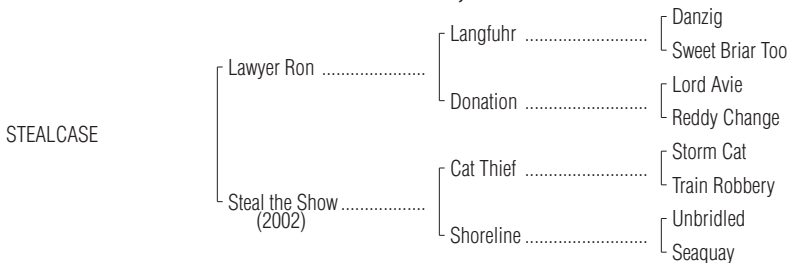 Danzig
Langfuhr ..........................
Sweet Briar Too
Lawyer Ron ......................
Lord Avie
Donation ..........................
Reddy Change
STEALCASE
Storm Cat
Cat Thief ..........................
Train Robbery
Steal the Show ..................
(2002)
Unbridled
Shoreline ..........................
Seaquay